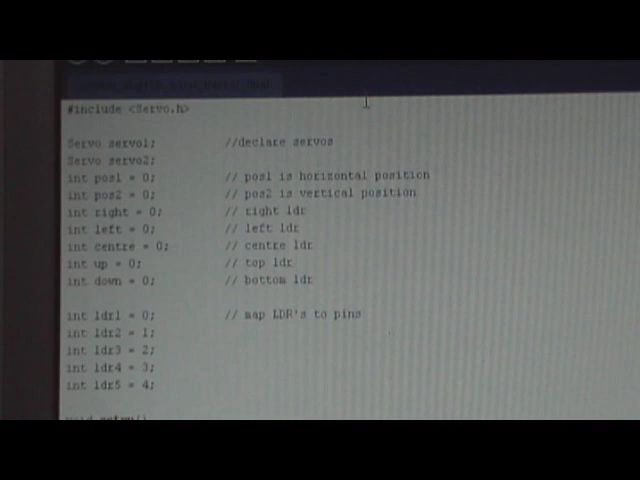 #include <Servo.h>
Servo servo1; //declare servos
Servo servo2;
int pos1 = 0; // pos1 is horizontal position
int pos2 = 0; // pos2 is vertical position
int right = 0; // right ldr
int left = 0; // left ldr
int centre = 0; // centre ldr
int up = 0; // top ldr
int down = 0; // bottom ldr
int ldr1 = 0; // map LDR's to pins
int ldr2 = 1;
int ldr3 = 2;
int ldr4 = 3;
int ldr5 = 4;
void setup()